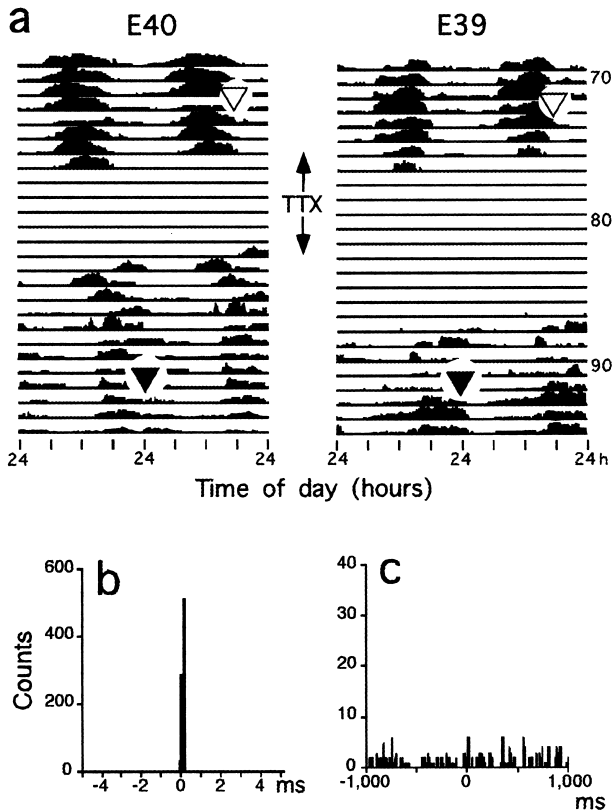 a
E40
E39
70
TTX
80
90
24 24 24
24 24 24 h
Time of day (hours)
b
c
600
400
200
0
Counts
-4 -2 0 2 4 ms
40
30
20
10
0
-1,000 0 1,000
ms